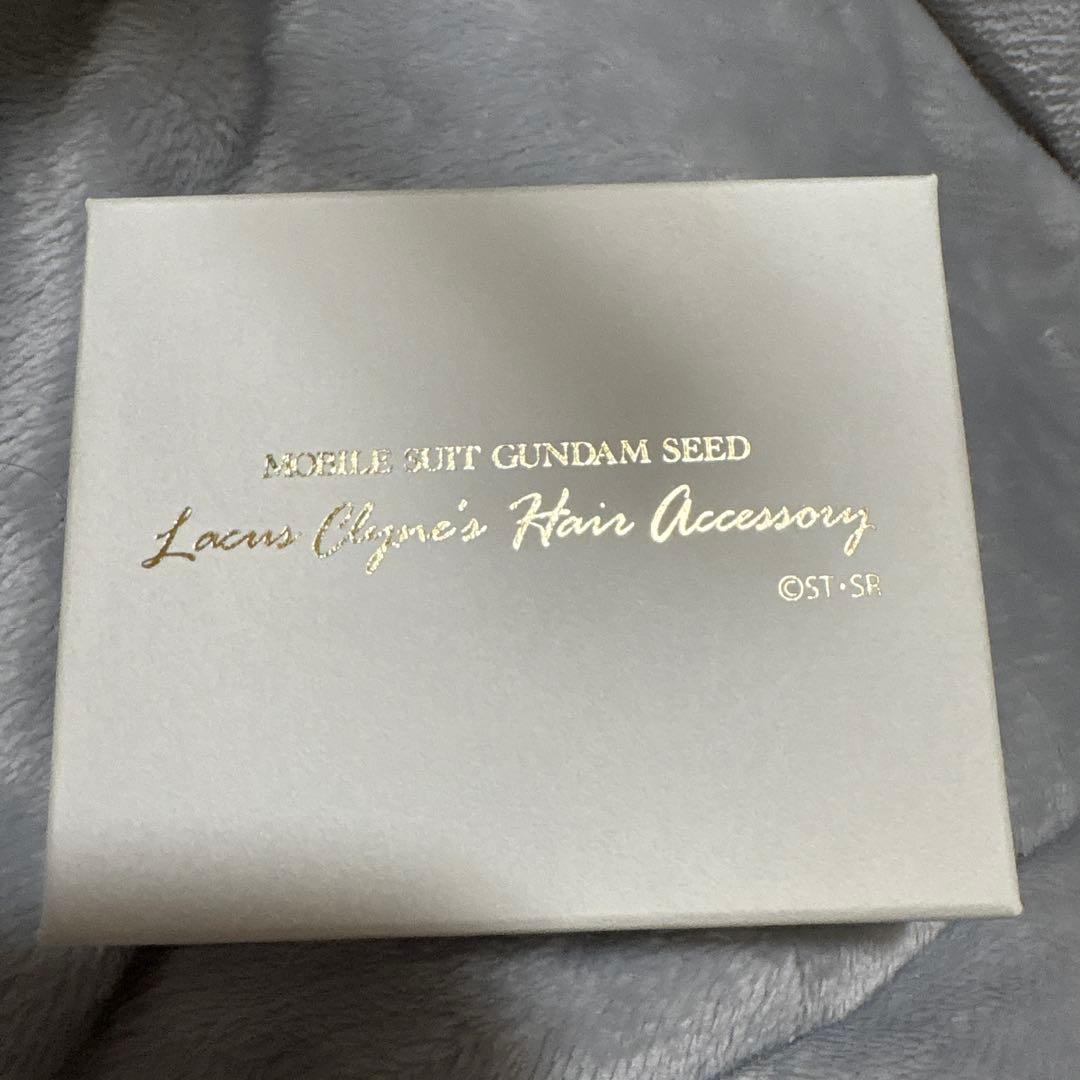 MOBILE SUIT GUNDAM SEED
Lacus Clyne's Hair Accessory
©ST・SR